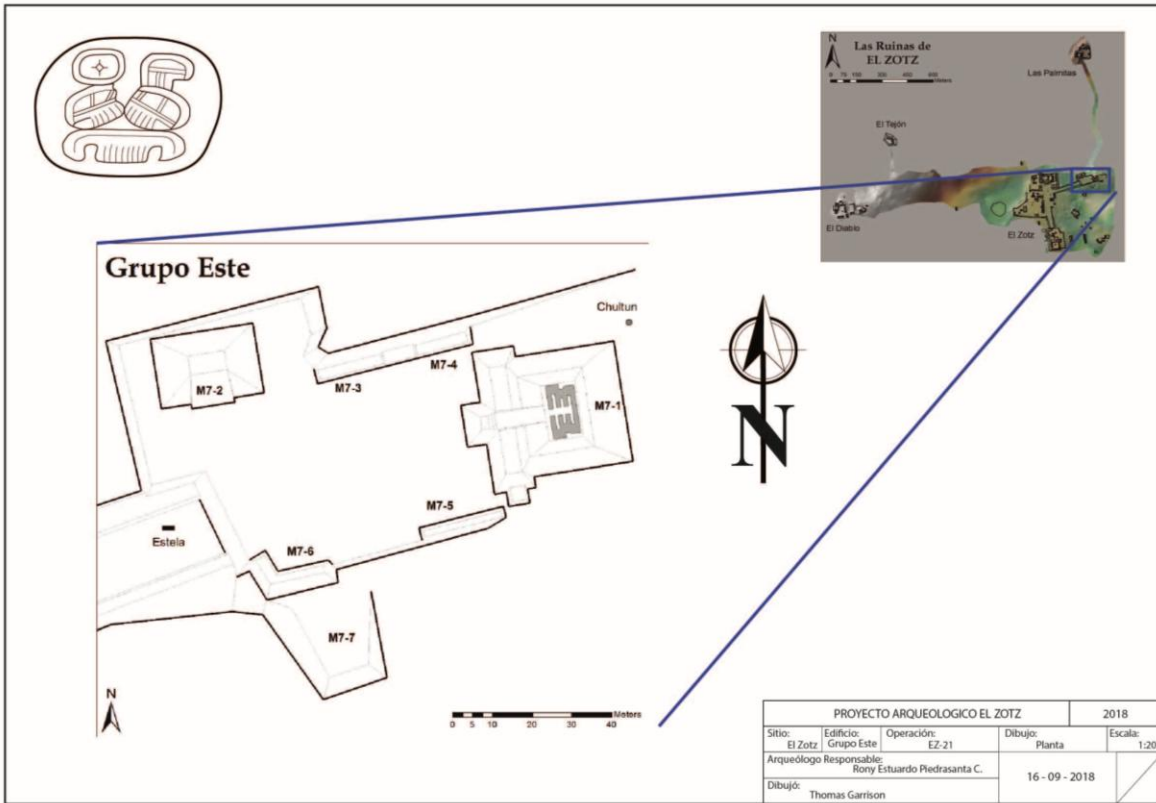 N
Las Ruinas de
EL ZOTZ
Meters
Las Palmitas
El Tejón
El Diablo
El Zotz
Grupo Este
Chultun
M7-4
M7-3
M7-2
M7-1
N
M7-5
Estela
M7-6
M7-7
N
0 5 10 20 30 40 Meters
PROYECTO ARQUEOLOGICO EL ZOTZ 2018
Sitio: Edificio: Operación: Dibujo: Escala:
El Zotz Grupo Este EZ-21 Planta 1:20
Arqueólogo Responsable:
Rony Estuardo Piedrasanta C.
16 - 09 - 2018
Dibujó:
Thomas Garrison